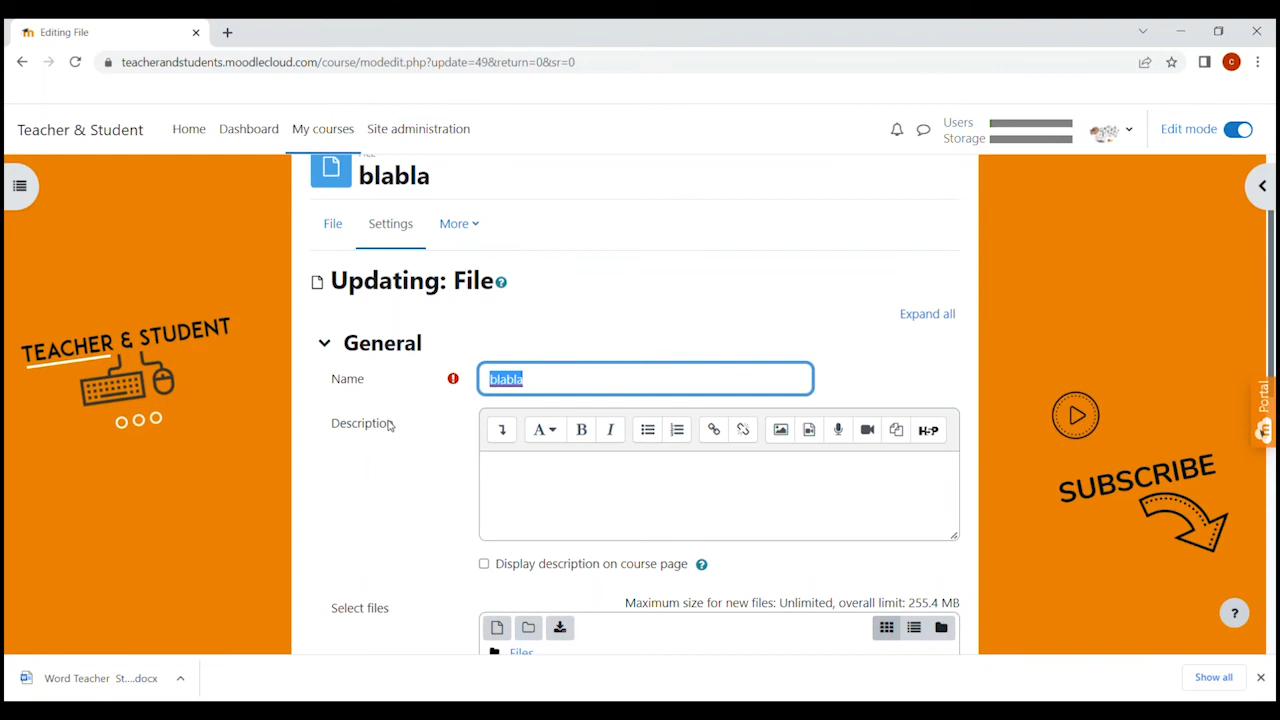 Editing File
teacherandstudents.moodlecloud.com/course/modedit.php?update=49&return=0&sr=0
C
Teacher & Student Home Dashboard My courses Site administration Users Storage Edit mode
blabla
File Settings More
Updating: File
Expand all
General
Name blabla
Description
A B I H-P
Display description on course page
Select files Maximum size for new files: Unlimited, overall limit: 255.4 MB
Files
TEACHER & STUDENT
SUBSCRIBE
Portal
?
Word Teacher St....docx Show all